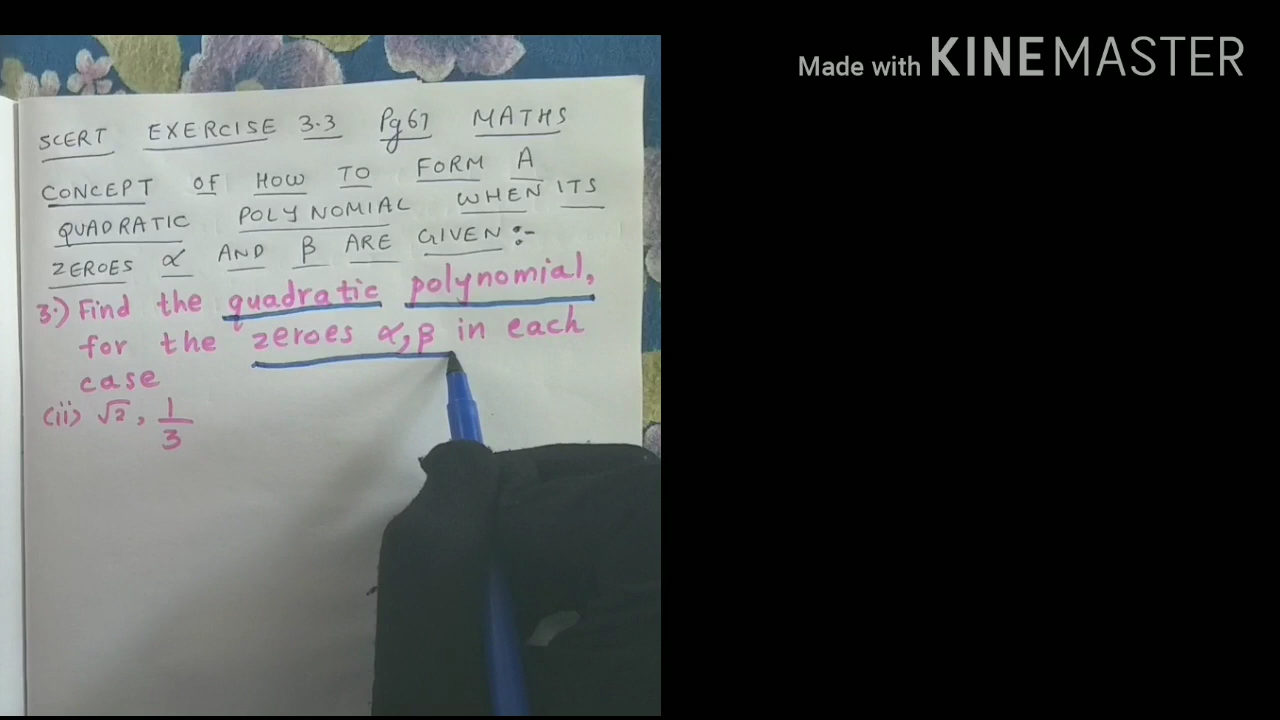 Made with KINEMASTER
SCERT EXERCISE 3.3 Pg 67 MATHS
CONCEPT OF HOW TO FORM A
QUADRATIC POLYNOMIAL WHEN ITS
ZEROES α AND β ARE GIVEN :-
3.) Find the quadratic polynomial,
for the zeroes α, β in each
case
(ii) √2, 1/3